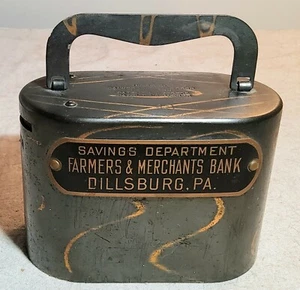 SAVINGS DEPARTMENT
FARMERS & MERCHANTS BANK
DILLSBURG, PA.